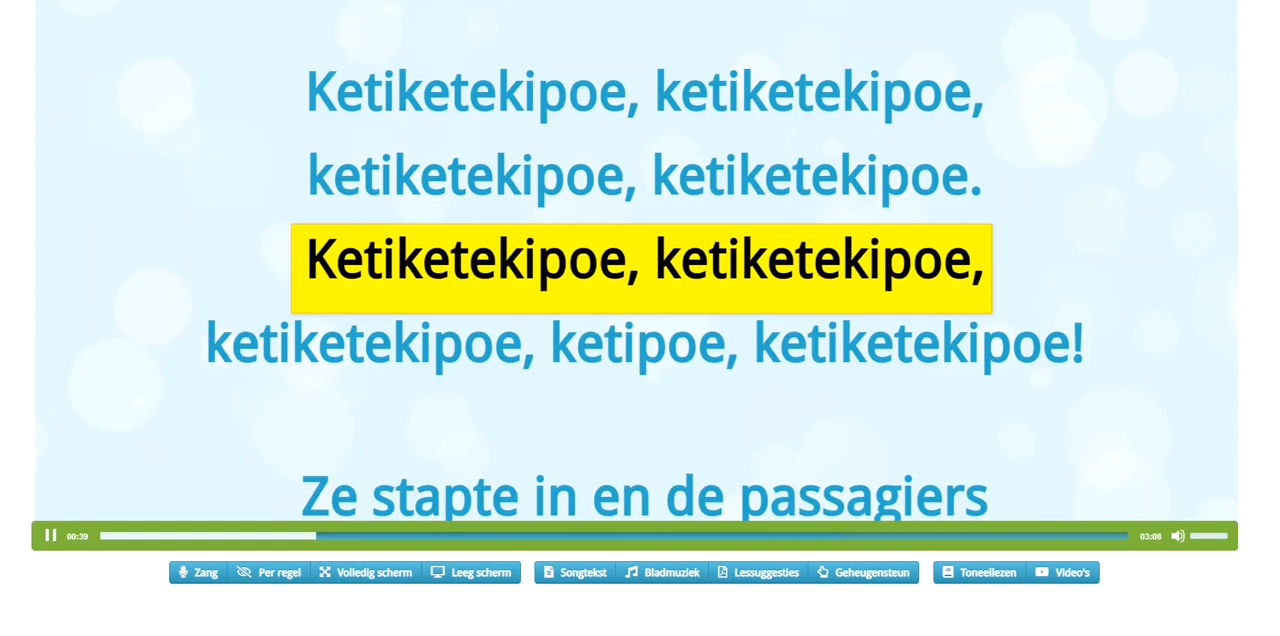 Ketiketekipoe, ketiketekipoe,
ketiketekipoe, ketiketekipoe.
Ketiketekipoe, ketiketekipoe,
ketiketekipoe, ketipoe, ketiketekipoe!
Ze stapte in en de passagiers
00:39 03:08
Zang Per regel Volledig scherm Leeg scherm Songtekst Bladmuziek Lessuggesties Geheugensteun Toneellezen Video's